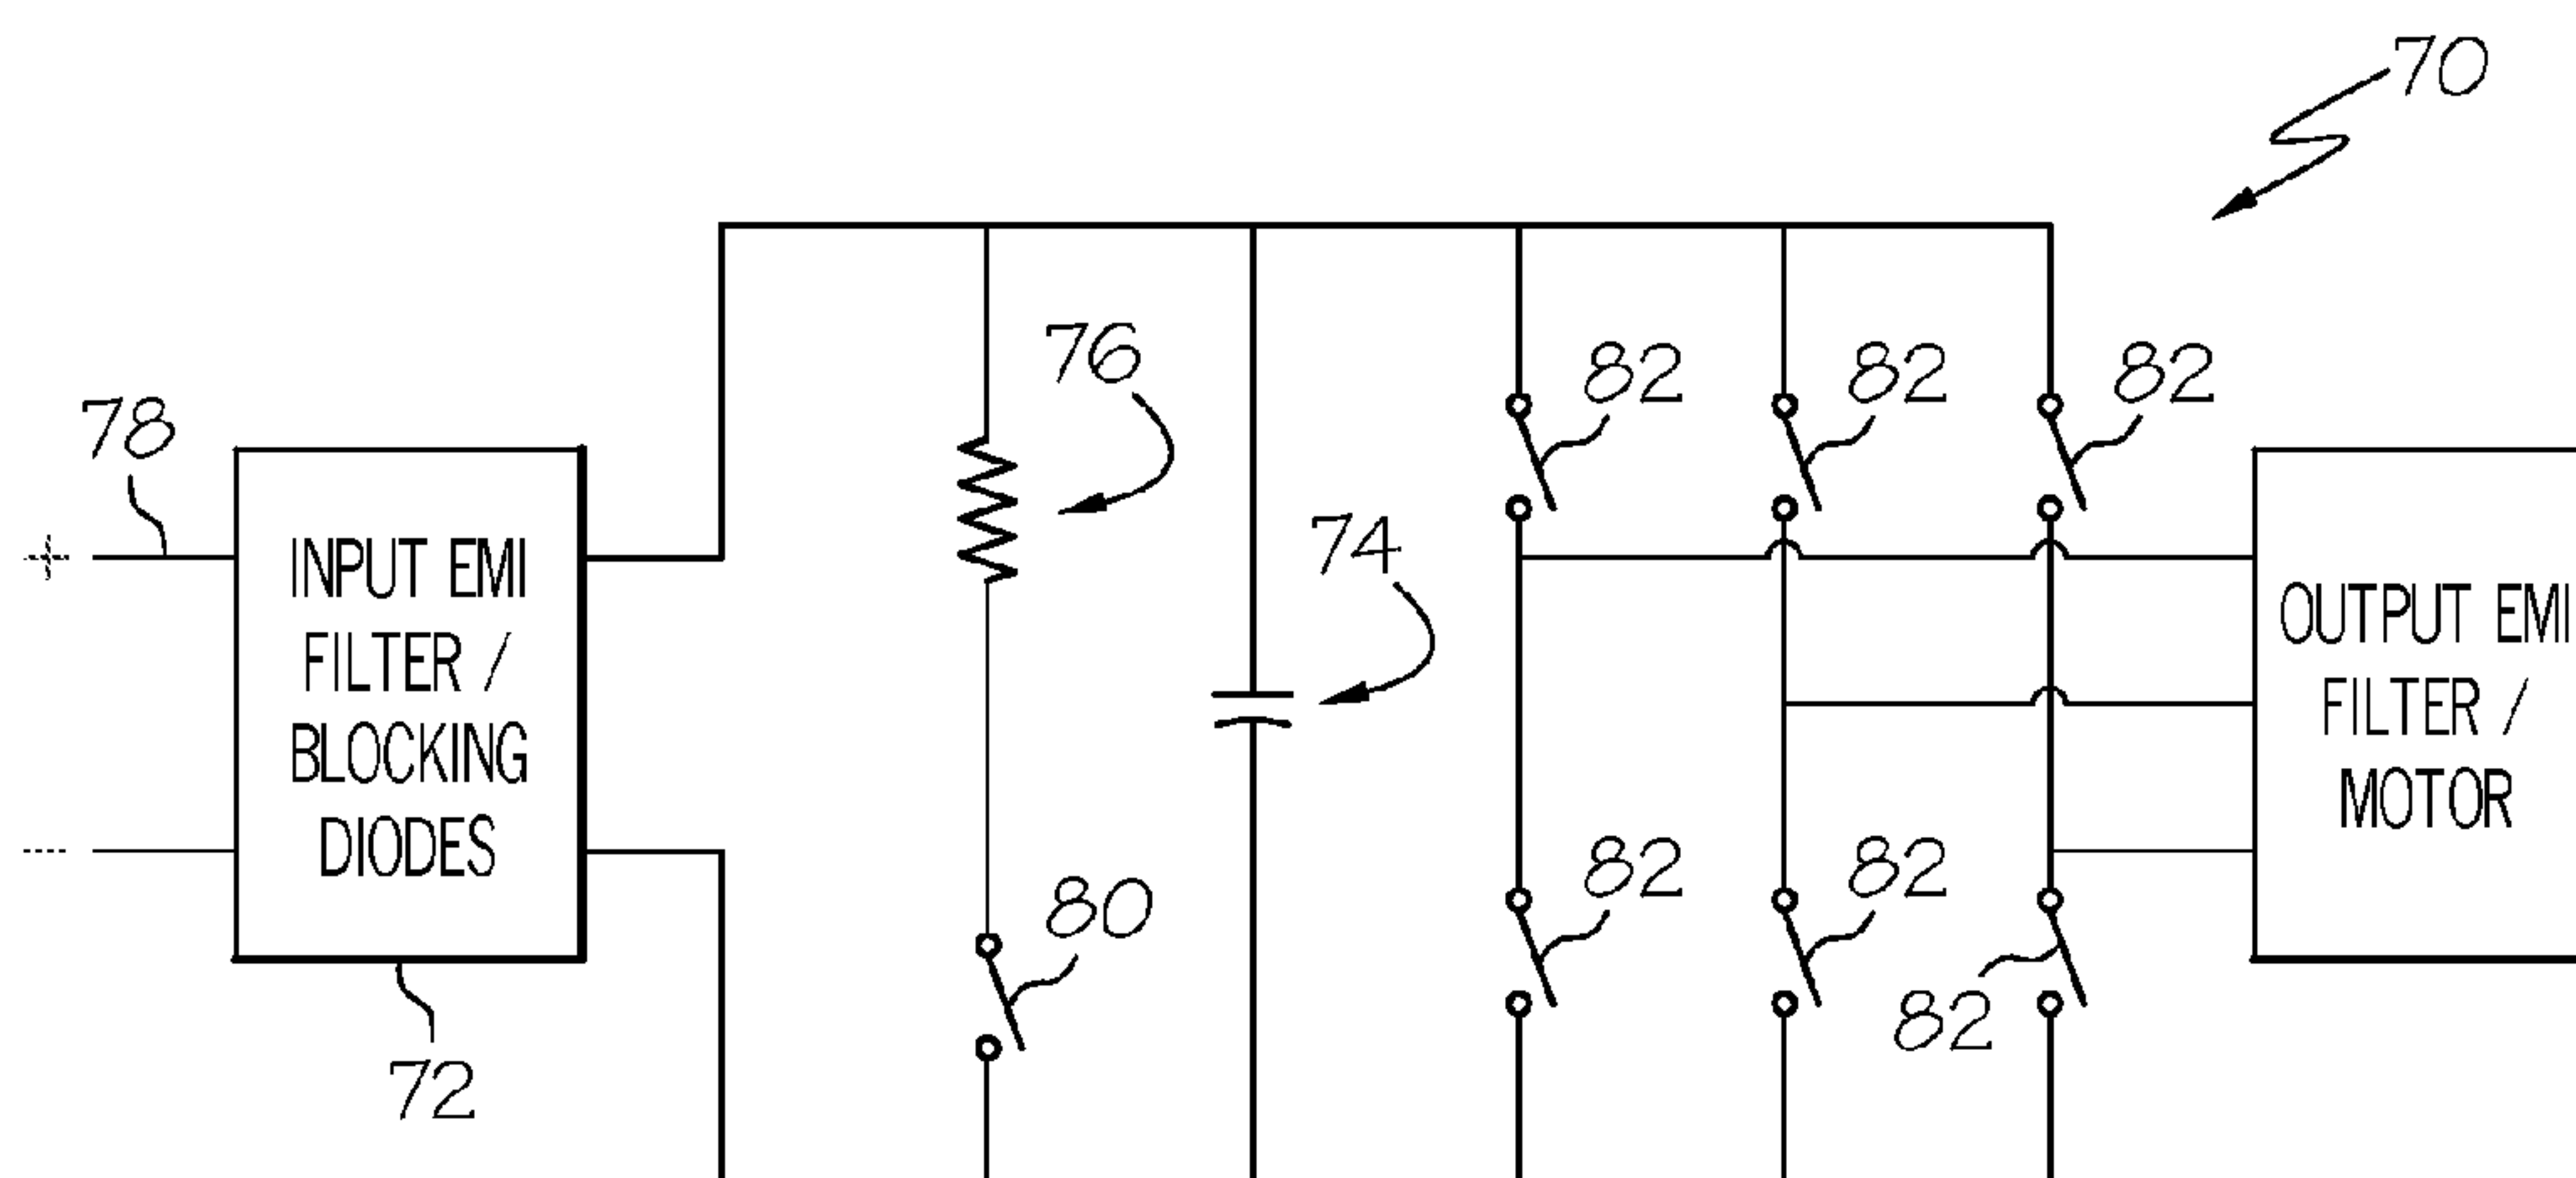 70
76
82
82
82
78
+
INPUT EMI
FILTER /
BLOCKING
DIODES
74
OUTPUT EMI
FILTER /
MOTOR
80
82
82
82
72